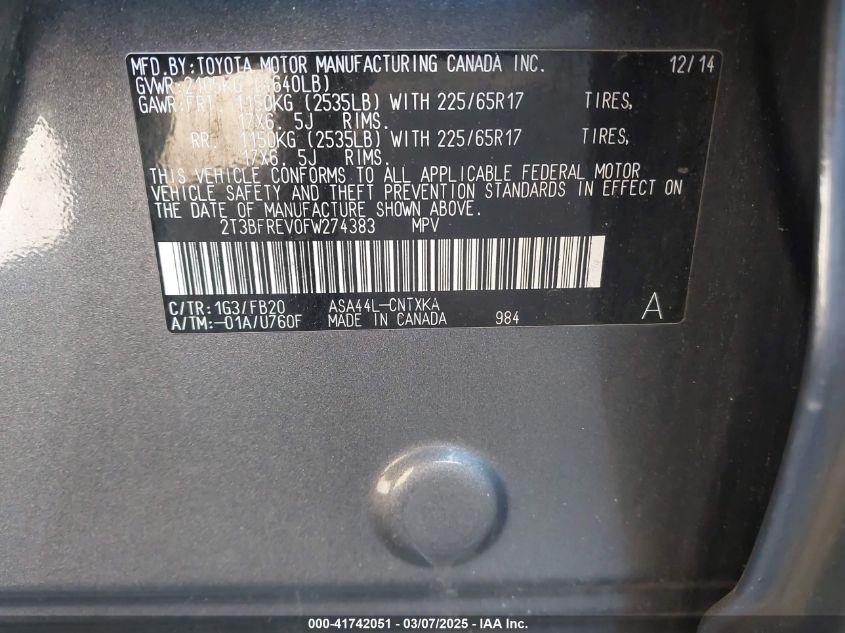 MFD.BY:TOYOTA MOTOR MANUFACTURING CANADA INC. 12/14
GVWR:2105KG (4640LB)
GAWR:FRT 1150KG (2535LB) WITH 225/65R17 TIRES,
17X6. 5J RIMS.
RR. 1150KG (2535LB) WITH 225/65R17 TIRES,
17X6. 5J RIMS.
THIS VEHICLE CONFORMS TO ALL APPLICABLE FEDERAL MOTOR
VEHICLE SAFETY AND THEFT PREVENTION STANDARDS IN EFFECT ON
THE DATE OF MANUFACTURE SHOWN ABOVE.
2T3BFREV0FW274383 MPV
C/TR:1G3/FB20 ASA44L-CNTXKA A
A/TM:-01A/U760F MADE IN CANADA 984
000-41742051 - 03/07/2025 - IAA Inc.